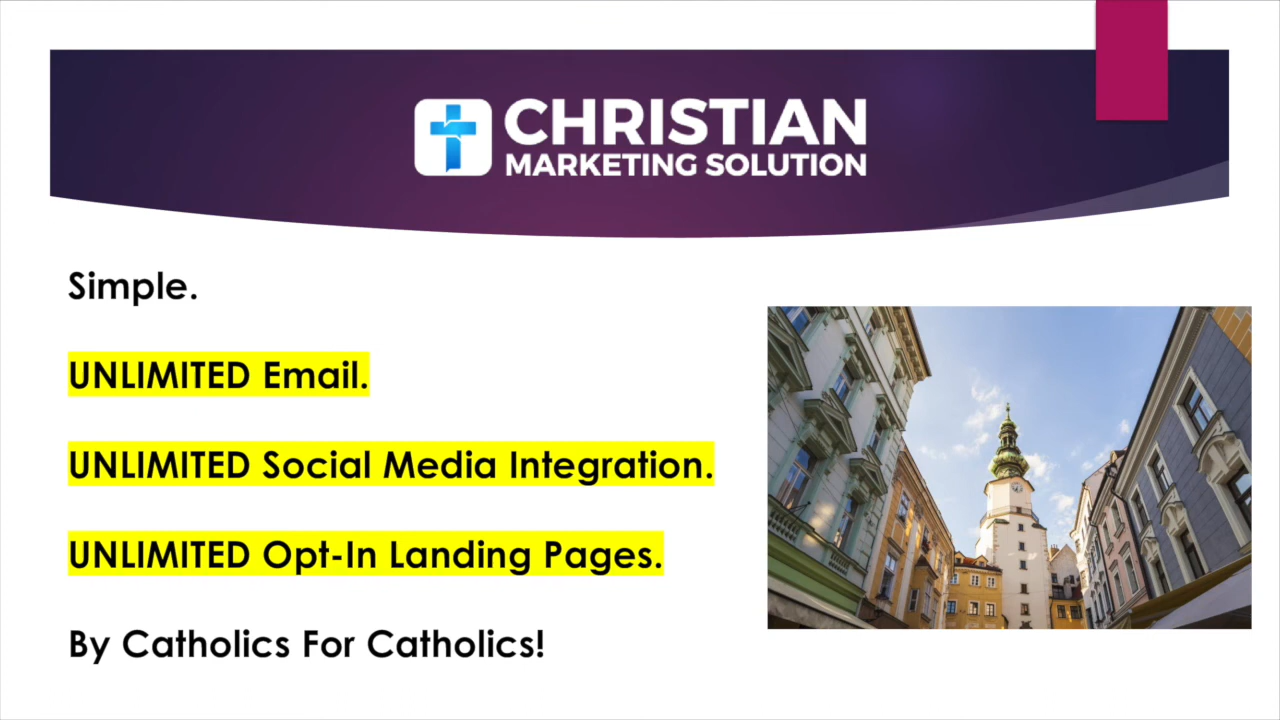 CHRISTIAN
MARKETING SOLUTION
Simple.
UNLIMITED Email.
UNLIMITED Social Media Integration.
UNLIMITED Opt-In Landing Pages.
By Catholics For Catholics!